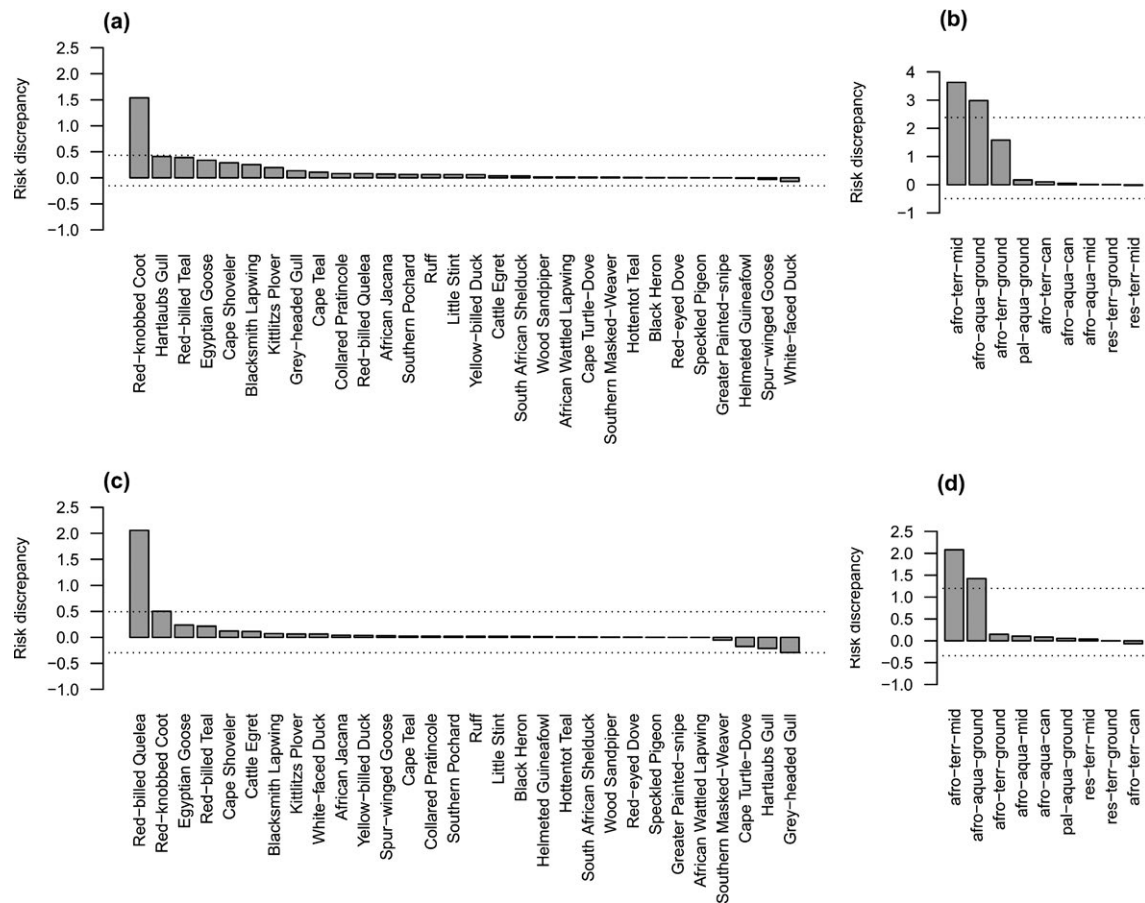 (a)
Risk discrepancy
2.5
2.0
1.5
1.0
0.5
0.0
−0.5
−1.0
Red−knobbed Coot
Hartlaubs Gull
Red−billed Teal
Egyptian Goose
Cape Shoveler
Blacksmith Lapwing
Kittlitzs Plover
Grey−headed Gull
Cape Teal
Collared Pratincole
Red−billed Quelea
African Jacana
Southern Pochard
Ruff
Little Stint
Yellow−billed Duck
Cattle Egret
South African Shelduck
Wood Sandpiper
African Wattled Lapwing
Cape Turtle−Dove
Southern Masked−Weaver
Hottentot Teal
Black Heron
Red−eyed Dove
Speckled Pigeon
Greater Painted−snipe
Helmeted Guineafowl
Spur−winged Goose
White−faced Duck
(b)
Risk discrepancy
4
3
2
1
0
−1
afro−terr−mid
afro−aqua−ground
afro−terr−ground
pal−aqua−ground
afro−terr−can
afro−aqua−can
afro−aqua−mid
res−terr−ground
res−terr−mid
(c)
Risk discrepancy
2.5
2.0
1.5
1.0
0.5
0.0
−0.5
−1.0
Red−billed Quelea
Red−knobbed Coot
Egyptian Goose
Red−billed Teal
Cape Shoveler
Cattle Egret
Blacksmith Lapwing
Kittlitzs Plover
White−faced Duck
African Jacana
Yellow−billed Duck
Spur−winged Goose
Cape Teal
Collared Pratincole
Southern Pochard
Ruff
Little Stint
Black Heron
Helmeted Guineafowl
Hottentot Teal
South African Shelduck
Wood Sandpiper
Red−eyed Dove
Speckled Pigeon
Greater Painted−snipe
African Wattled Lapwing
Southern Masked−Weaver
Cape Turtle−Dove
Hartlaubs Gull
Grey−headed Gull
(d)
Risk discrepancy
2.5
2.0
1.5
1.0
0.5
0.0
−0.5
−1.0
afro−terr−mid
afro−aqua−ground
afro−terr−ground
afro−aqua−mid
afro−aqua−can
pal−aqua−ground
res−terr−mid
res−terr−ground
afro−terr−can